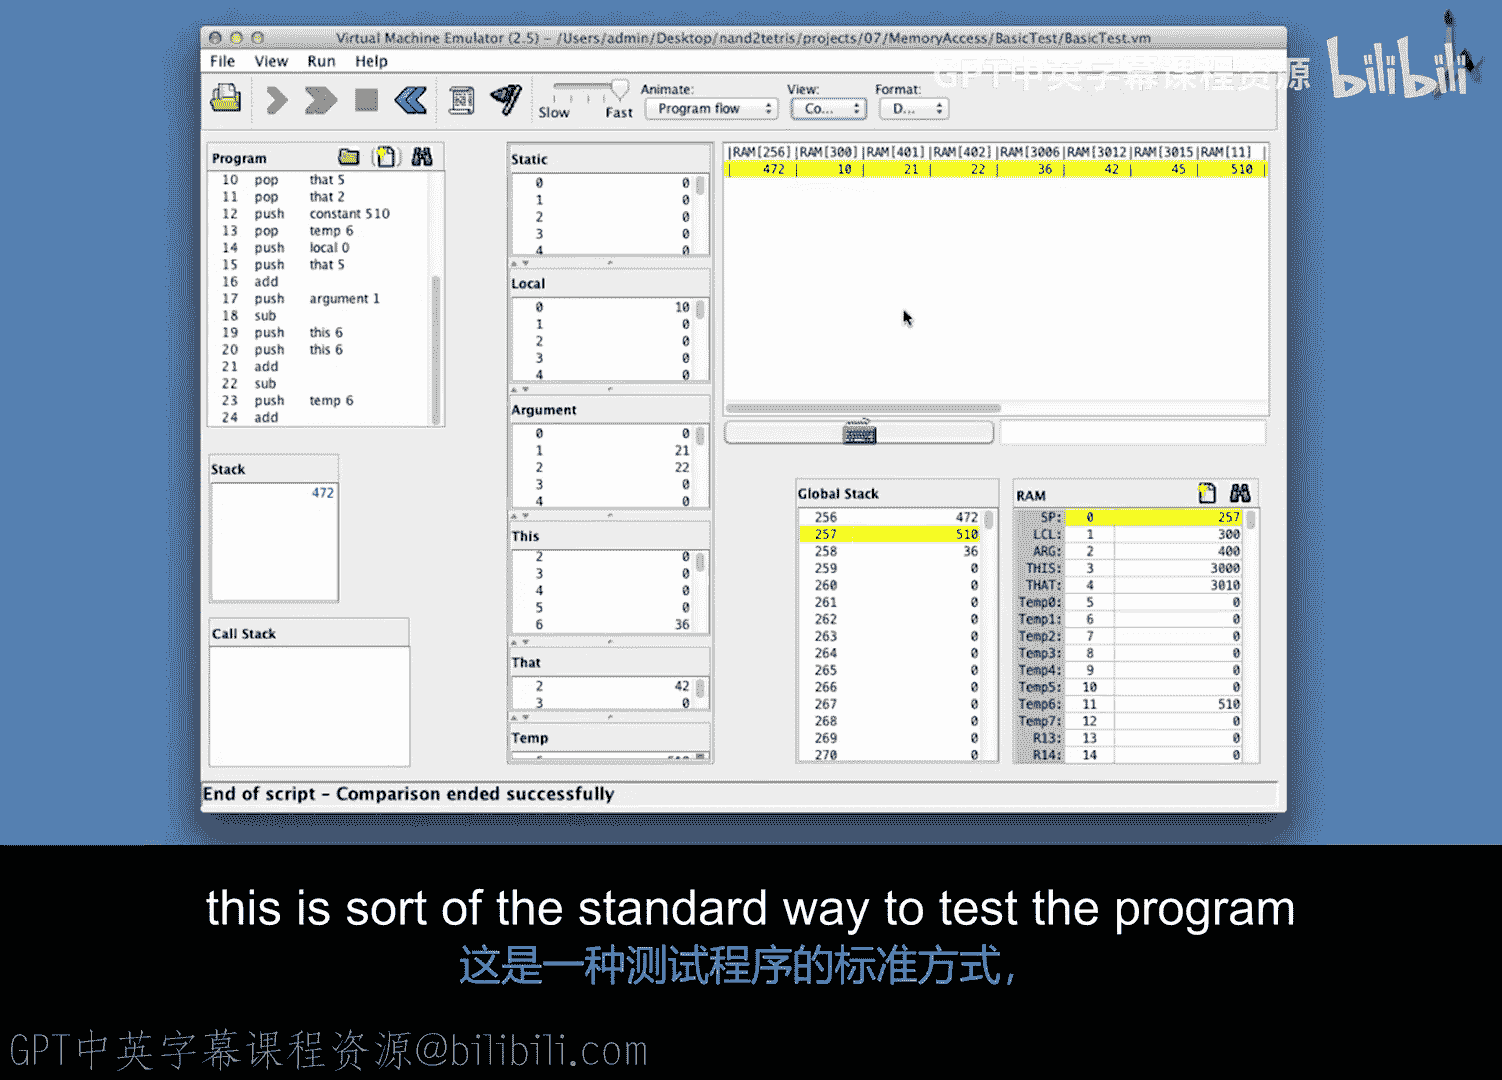 Virtual Machine Emulator (2.5) - /Users/admin/Desktop/nand2tetris/projects/07/MemoryAccess/BasicTest/BasicTest.vm
File View Run Help
GPT中英字幕课程资源 bilibili
Slow Fast
Animate: Program flow
View: Co...
Format: D...
Program
10 pop that 5
11 pop that 2
12 push constant 510
13 pop temp 6
14 push local 0
15 push that 5
16 add
17 push argument 1
18 sub
19 push this 6
20 push this 6
21 add
22 sub
23 push temp 6
24 add
Stack
472
Call Stack
Static
0 0
1 0
2 0
3 0
4 0
Local
0 10
1 0
2 0
3 0
4 0
Argument
0 0
1 21
2 22
3 0
4 0
This
2 0
3 0
4 0
5 0
6 36
That
2 42
3 0
Temp
|RAM[256]|RAM[300]|RAM[401]|RAM[402]|RAM[3006|RAM[3012|RAM[3015|RAM[11] |
| 472 | 10 | 21 | 22 | 36 | 42 | 45 | 510 |
Global Stack
256 472
257 510
258 36
259 0
260 0
261 0
262 0
263 0
264 0
265 0
266 0
267 0
268 0
269 0
270 0
RAM
SP: 0 257
LCL: 1 300
ARG: 2 400
THIS: 3 3000
THAT: 4 3010
Temp0: 5 0
Temp1: 6 0
Temp2: 7 0
Temp3: 8 0
Temp4: 9 0
Temp5: 10 0
Temp6: 11 510
Temp7: 12 0
R13: 13 0
R14: 14 0
End of script - Comparison ended successfully
this is sort of the standard way to test the program
这是一种测试程序的标准方式，
GPT中英字幕课程资源@bilibili.com